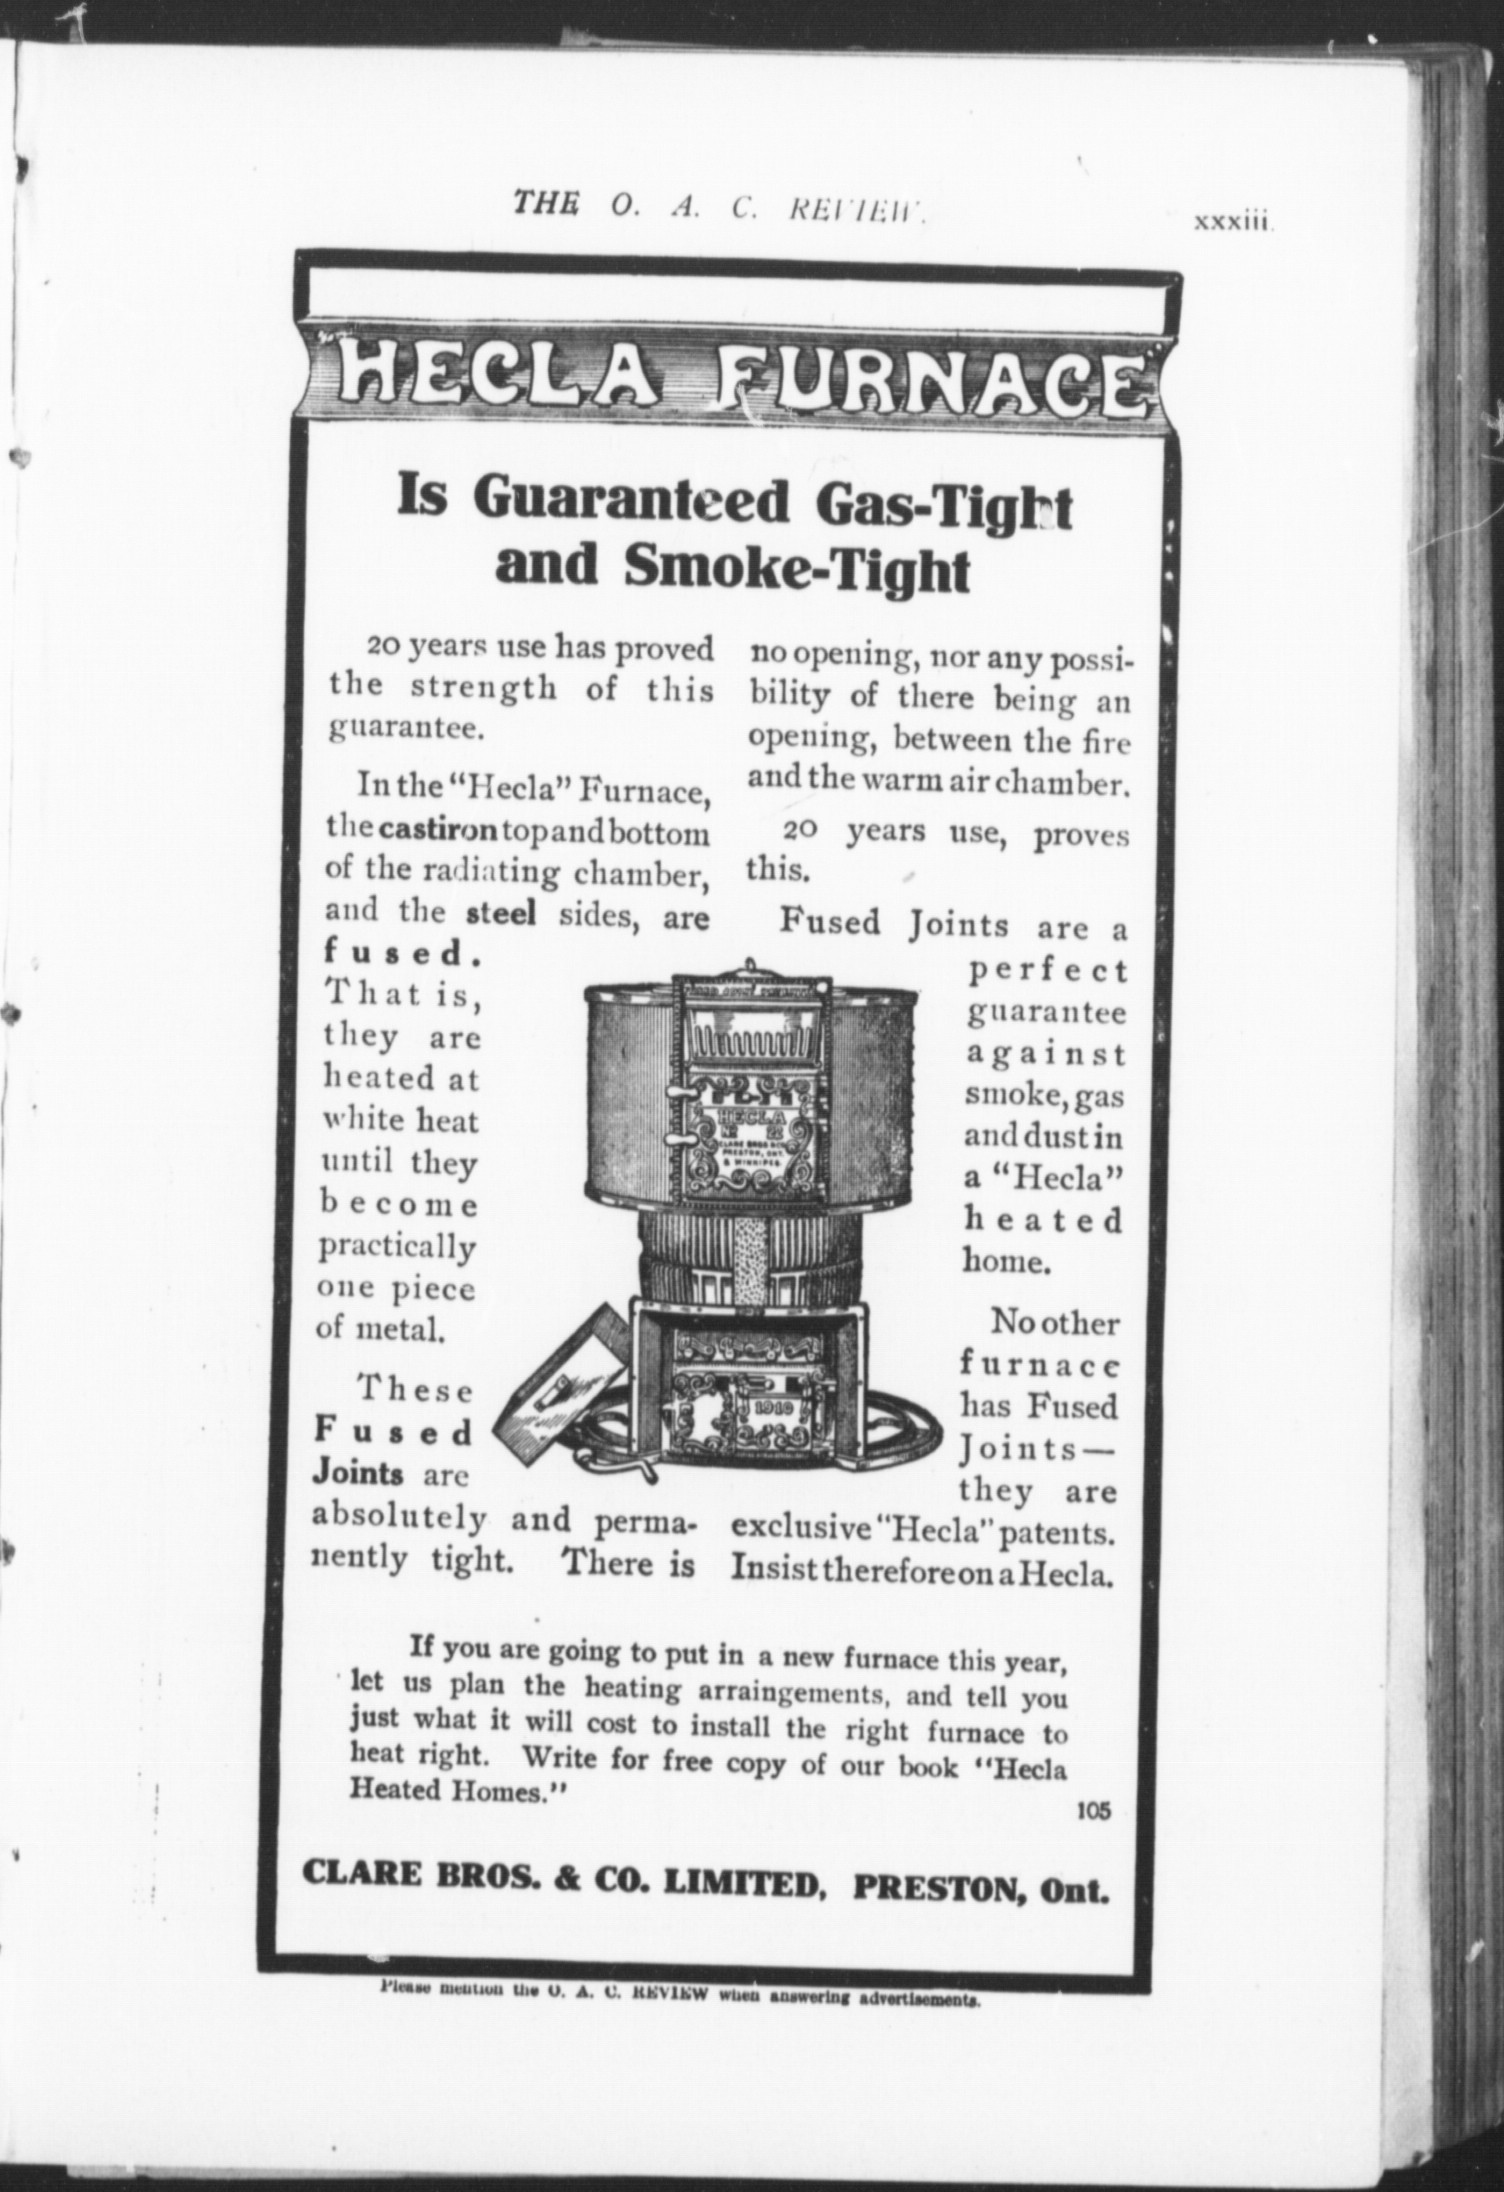 THE O. A. C. REVIEW.
xxxiii.
"HECLA FURNACE"
Is Guaranteed Gas-Tight
and Smoke-Tight
20 years use has proved
the strength of this
guarantee.
In the "Hecla" Furnace,
the cast iron top and bottom
of the radiating chamber,
and the steel sides, are
fused.
That is,
they are
heated at
white heat
until they
become
practically
one piece
of metal.
These
Fused
Joints are
absolutely and perma-
nently tight. There is
no opening, nor any possi-
bility of there being an
opening, between the fire
and the warm air chamber.
20 years use, proves
this.
Fused Joints are a
perfect
guarantee
against
smoke, gas
and dust in
a "Hecla"
heated
home.
No other
furnace
has Fused
Joints—
they are
exclusive "Hecla" patents.
Insist therefore on a Hecla.
HECLA
CLARE BROS & CO
PRESTON, ONT.
& WINNIPEG
1910
If you are going to put in a new furnace this year,
let us plan the heating arraingements, and tell you
just what it will cost to install the right furnace to
heat right. Write for free copy of our book "Hecla
Heated Homes."
105
CLARE BROS. & CO. LIMITED, PRESTON, Ont.
Please mention the O. A. C. REVIEW when answering advertisements.